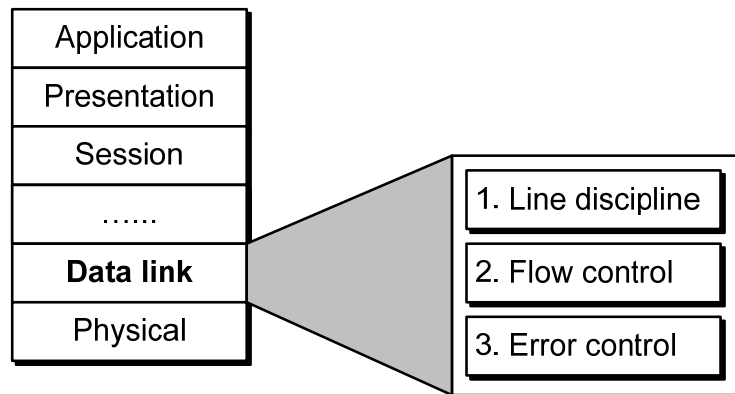 Application
Presentation
Session
…...
Data link
Physical
1. Line discipline
2. Flow control
3. Error control